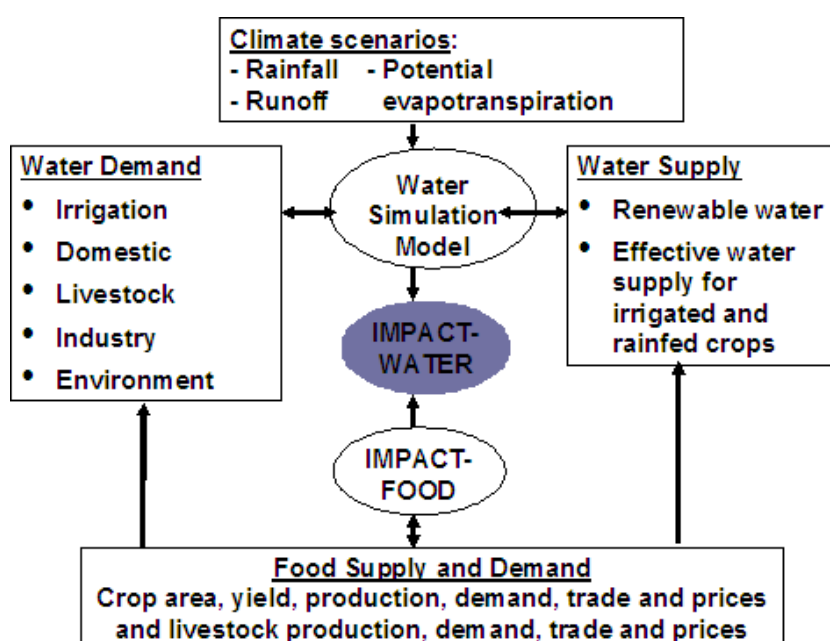 Climate scenarios:
- Rainfall - Potential
- Runoff evapotranspiration
Water Demand
• Irrigation
• Domestic
• Livestock
• Industry
• Environment
Water
Simulation
Model
Water Supply
• Renewable water
• Effective water
supply for
irrigated and
rainfed crops
IMPACT-
WATER
IMPACT-
FOOD
Food Supply and Demand
Crop area, yield, production, demand, trade and prices
and livestock production, demand, trade and prices